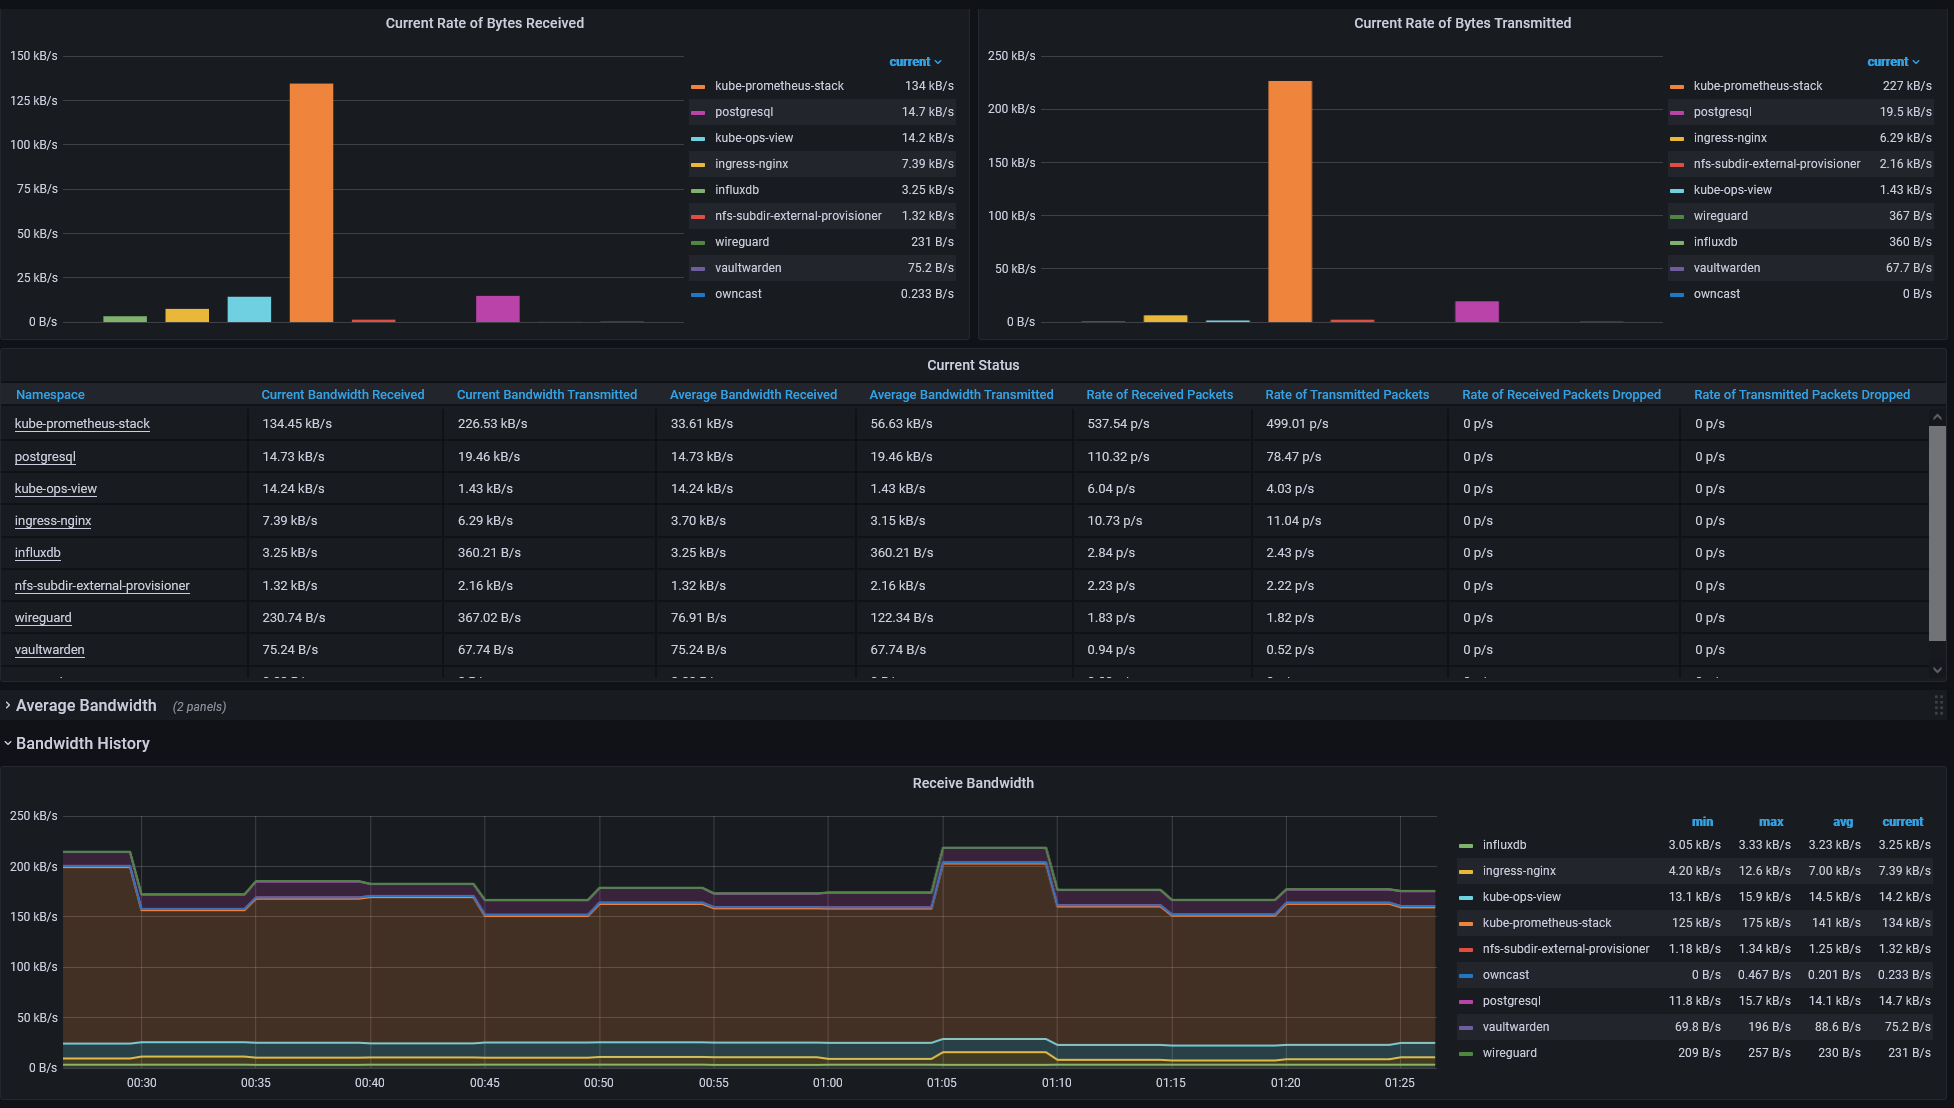 Current Rate of Bytes Received
150 kB/s
125 kB/s
100 kB/s
75 kB/s
50 kB/s
25 kB/s
0 B/s
current
kube-prometheus-stack 134 kB/s
postgresql 14.7 kB/s
kube-ops-view 14.2 kB/s
ingress-nginx 7.39 kB/s
influxdb 3.25 kB/s
nfs-subdir-external-provisioner 1.32 kB/s
wireguard 231 B/s
vaultwarden 75.2 B/s
owncast 0.233 B/s
Current Rate of Bytes Transmitted
250 kB/s
200 kB/s
150 kB/s
100 kB/s
50 kB/s
0 B/s
current
kube-prometheus-stack 227 kB/s
postgresql 19.5 kB/s
ingress-nginx 6.29 kB/s
nfs-subdir-external-provisioner 2.16 kB/s
kube-ops-view 1.43 kB/s
wireguard 367 B/s
influxdb 360 B/s
vaultwarden 67.7 B/s
owncast 0 B/s
Current Status
Namespace Current Bandwidth Received Current Bandwidth Transmitted Average Bandwidth Received Average Bandwidth Transmitted Rate of Received Packets Rate of Transmitted Packets Rate of Received Packets Dropped Rate of Transmitted Packets Dropped
kube-prometheus-stack 134.45 kB/s 226.53 kB/s 33.61 kB/s 56.63 kB/s 537.54 p/s 499.01 p/s 0 p/s 0 p/s
postgresql 14.73 kB/s 19.46 kB/s 14.73 kB/s 19.46 kB/s 110.32 p/s 78.47 p/s 0 p/s 0 p/s
kube-ops-view 14.24 kB/s 1.43 kB/s 14.24 kB/s 1.43 kB/s 6.04 p/s 4.03 p/s 0 p/s 0 p/s
ingress-nginx 7.39 kB/s 6.29 kB/s 3.70 kB/s 3.15 kB/s 10.73 p/s 11.04 p/s 0 p/s 0 p/s
influxdb 3.25 kB/s 360.21 B/s 3.25 kB/s 360.21 B/s 2.84 p/s 2.43 p/s 0 p/s 0 p/s
nfs-subdir-external-provisioner 1.32 kB/s 2.16 kB/s 1.32 kB/s 2.16 kB/s 2.23 p/s 2.22 p/s 0 p/s 0 p/s
wireguard 230.74 B/s 367.02 B/s 76.91 B/s 122.34 B/s 1.83 p/s 1.82 p/s 0 p/s 0 p/s
vaultwarden 75.24 B/s 67.74 B/s 75.24 B/s 67.74 B/s 0.94 p/s 0.52 p/s 0 p/s 0 p/s
Average Bandwidth (2 panels)
Bandwidth History
Receive Bandwidth
250 kB/s
200 kB/s
150 kB/s
100 kB/s
50 kB/s
0 B/s
00:30 00:35 00:40 00:45 00:50 00:55 01:00 01:05 01:10 01:15 01:20 01:25
min max avg current
influxdb 3.05 kB/s 3.33 kB/s 3.23 kB/s 3.25 kB/s
ingress-nginx 4.20 kB/s 12.6 kB/s 7.00 kB/s 7.39 kB/s
kube-ops-view 13.1 kB/s 15.9 kB/s 14.5 kB/s 14.2 kB/s
kube-prometheus-stack 125 kB/s 175 kB/s 141 kB/s 134 kB/s
nfs-subdir-external-provisioner 1.18 kB/s 1.34 kB/s 1.25 kB/s 1.32 kB/s
owncast 0 B/s 0.467 B/s 0.201 B/s 0.233 B/s
postgresql 11.8 kB/s 15.7 kB/s 14.1 kB/s 14.7 kB/s
vaultwarden 69.8 B/s 196 B/s 88.6 B/s 75.2 B/s
wireguard 209 B/s 257 B/s 230 B/s 231 B/s